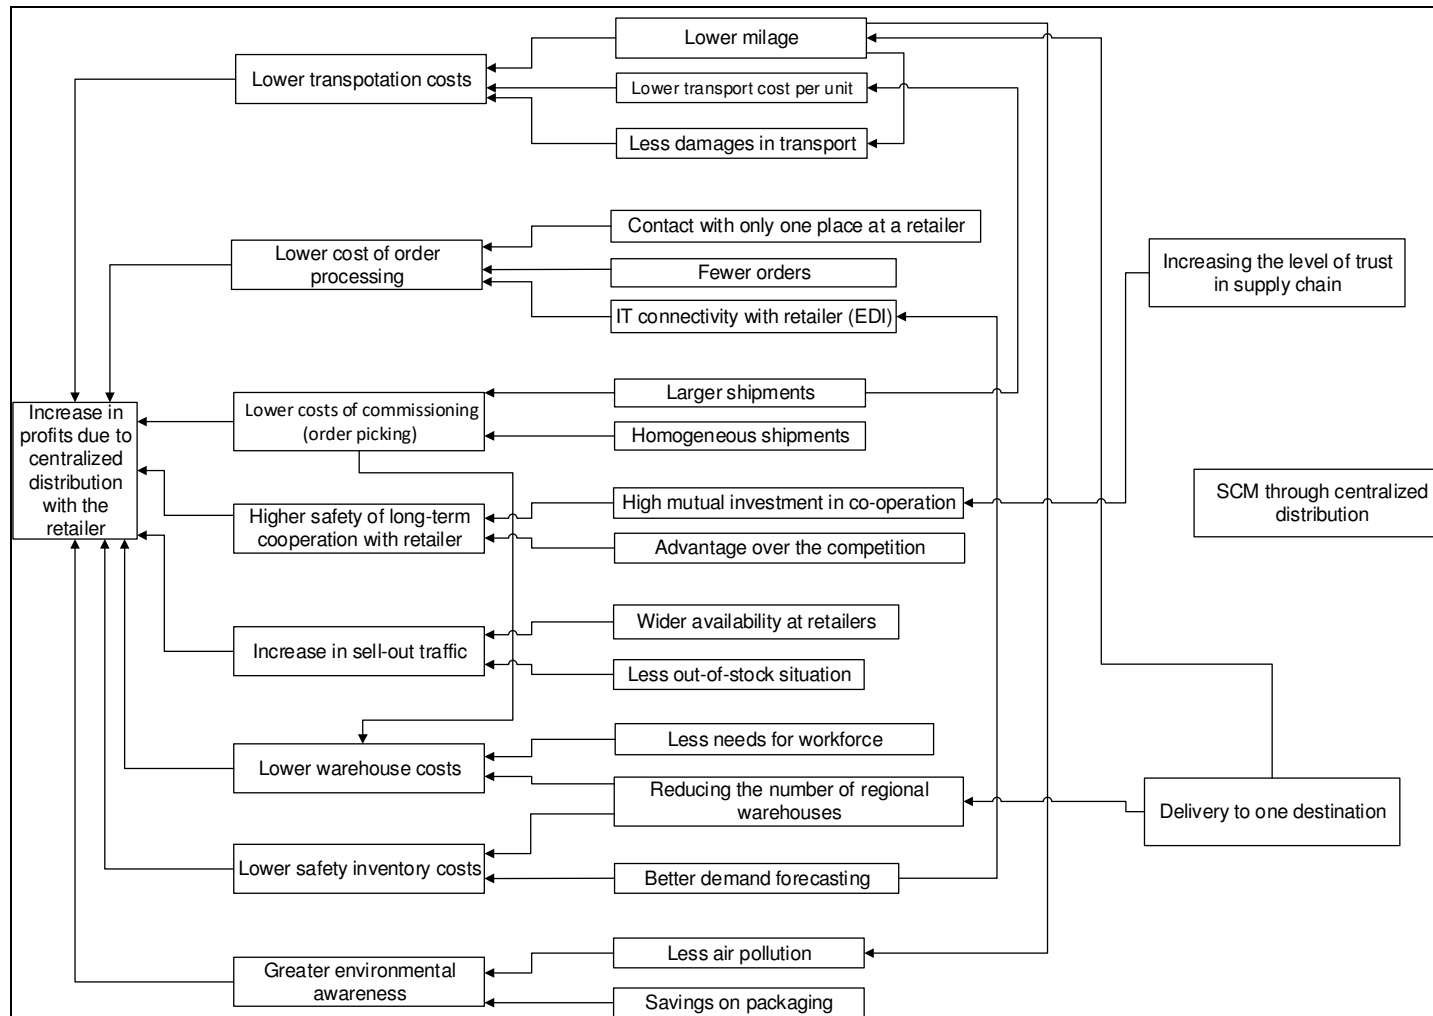 Lower milage
Lower transpotation costs
Lower transport cost per unit
Less damages in transport
Contact with only one place at a retailer
Lower cost of order
processing
Fewer orders
IT connectivity with retailer (EDI)
Increasing the level of trust
in supply chain
Larger shipments
Lower costs of commissioning
(order picking)
Homogeneous shipments
Increase in
profits due to
centralized
distribution
with the
retailer
High mutual investment in co-operation
Higher safety of long-term
cooperation with retailer
Advantage over the competition
SCM through centralized
distribution
Wider availability at retailers
Increase in sell-out traffic
Less out-of-stock situation
Less needs for workforce
Lower warehouse costs
Reducing the number of regional
warehouses
Delivery to one destination
Lower safety inventory costs
Better demand forecasting
Less air pollution
Greater environmental
awareness
Savings on packaging